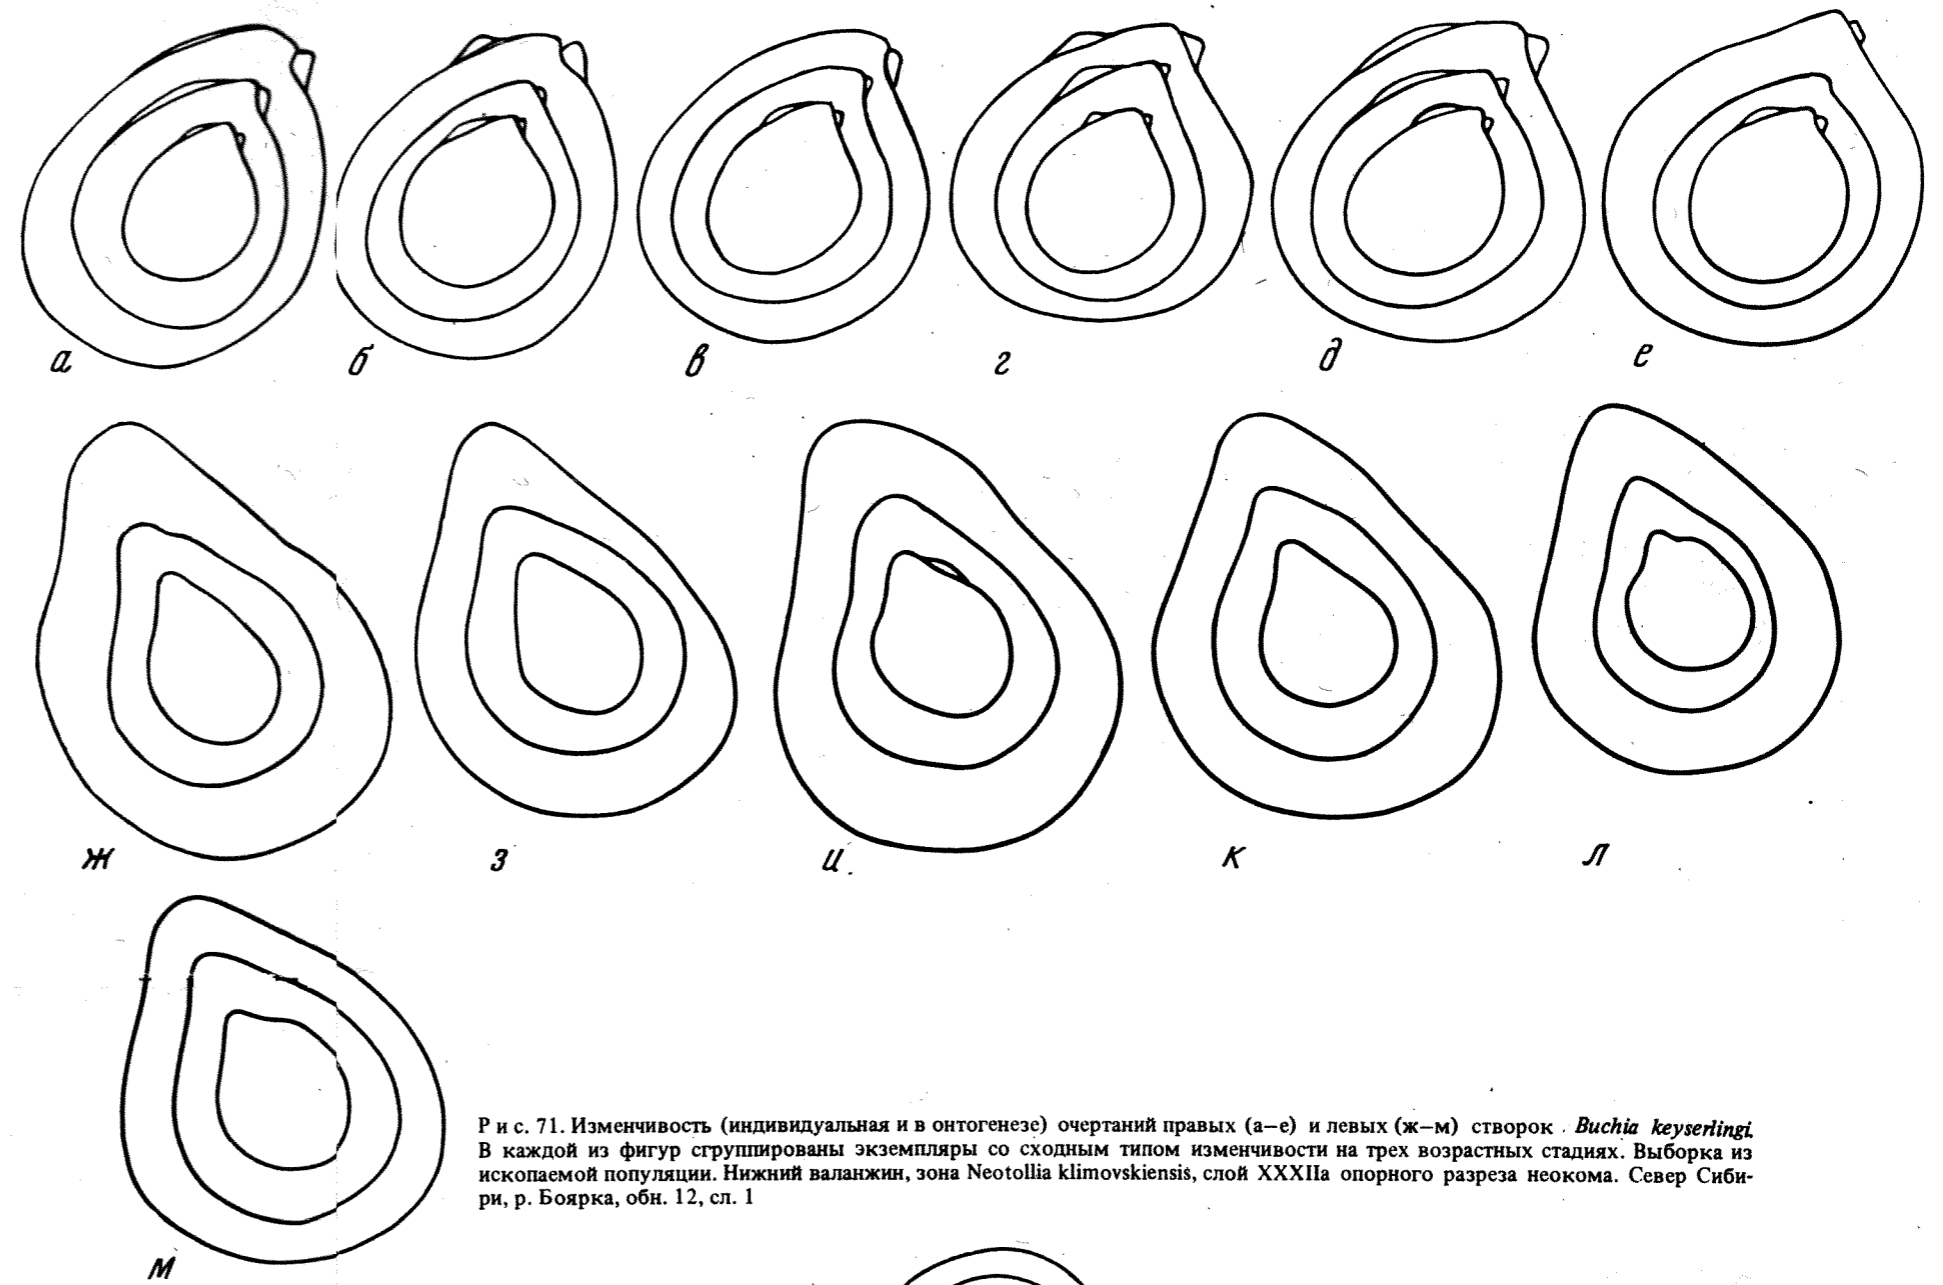 а б в г д е
ж з и. к л
м
Рис. 71. Изменчивость (индивидуальная и в онтогенезе) очертаний правых (а—е) и левых (ж—м) створок Buchia keyserlingi.
В каждой из фигур сгруппированы экземпляры со сходным типом изменчивости на трех возрастных стадиях. Выборка из
ископаемой популяции. Нижний валанжин, зона Neotollia klimovskiensis, слой XXXIIа опорного разреза неокома. Север Сиби-
ри, р. Боярка, обн. 12, сл. 1